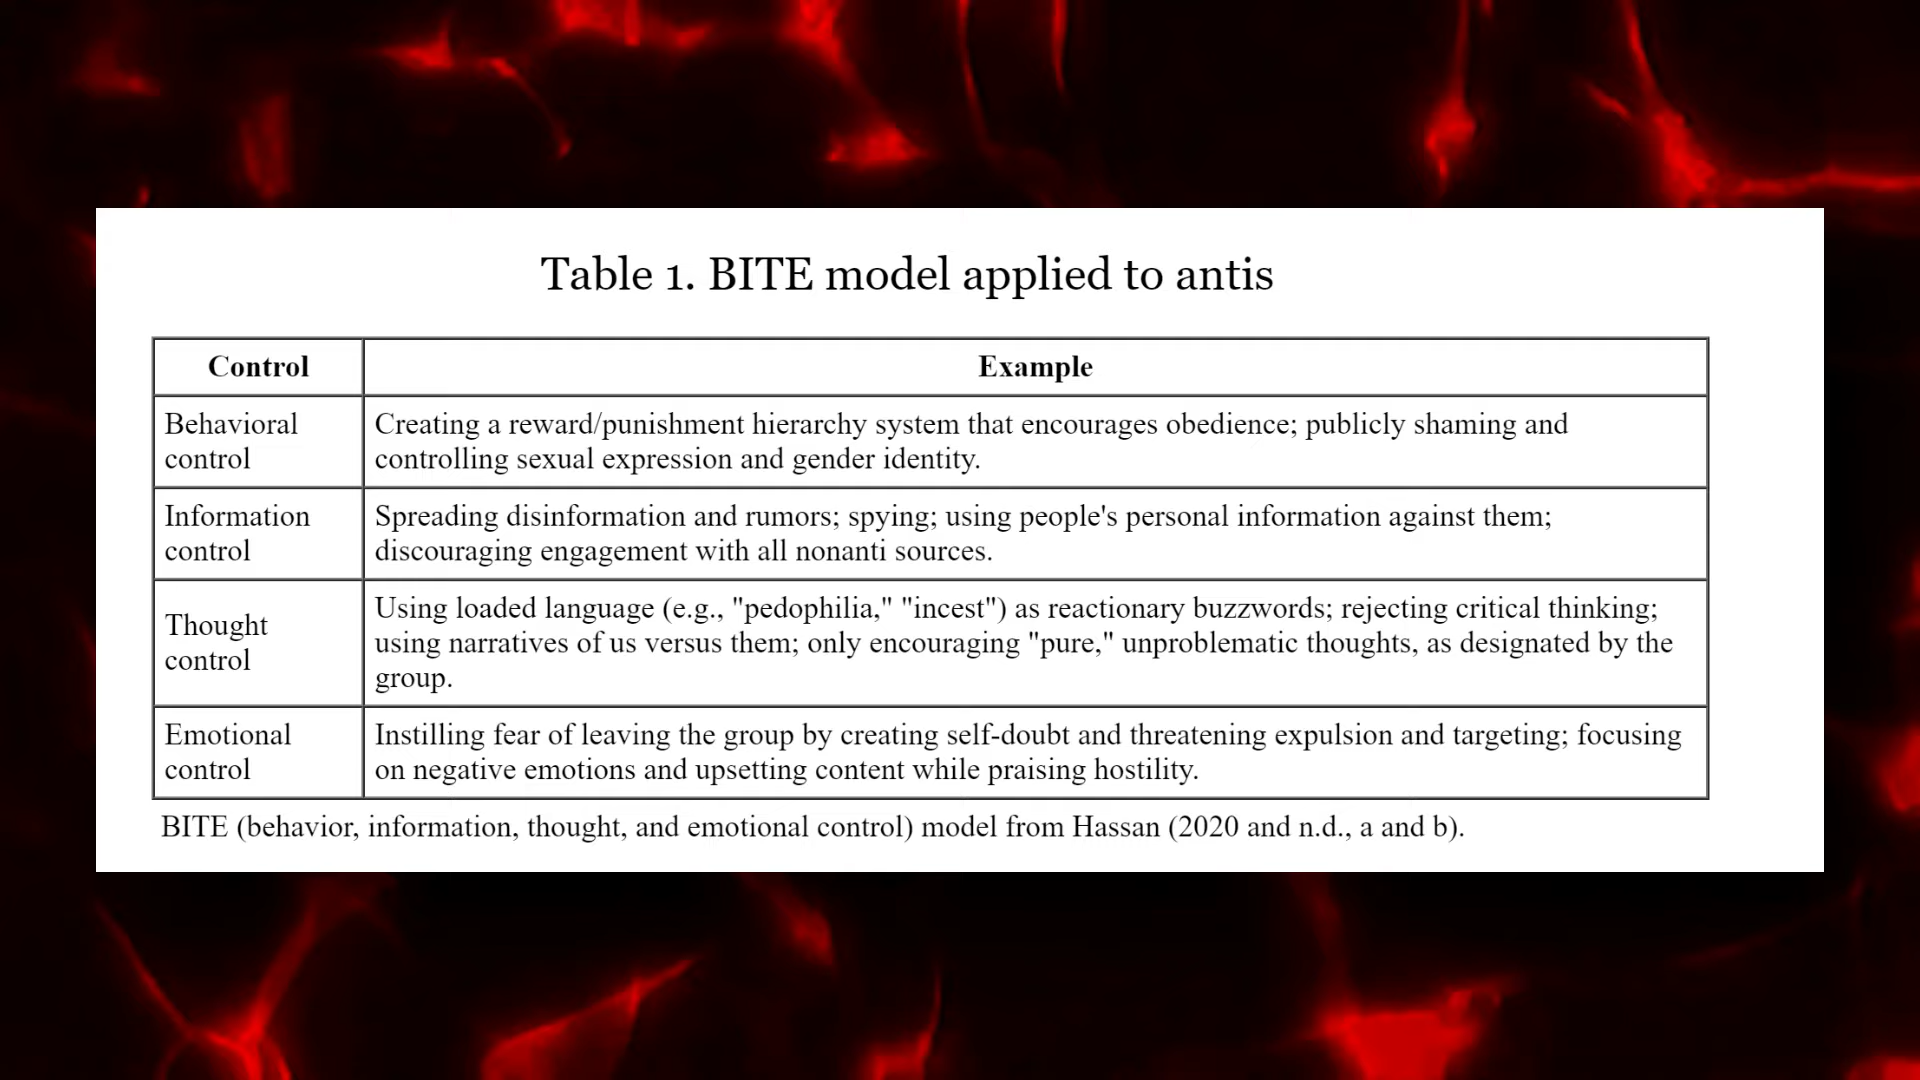 Table 1. BITE model applied to antis
Control
Example
Behavioral
control
Creating a reward/punishment hierarchy system that encourages obedience; publicly shaming and
controlling sexual expression and gender identity.
Information
control
Spreading disinformation and rumors; spying; using people's personal information against them;
discouraging engagement with all nonanti sources.
Thought
control
Using loaded language (e.g., "pedophilia," "incest") as reactionary buzzwords; rejecting critical thinking;
using narratives of us versus them; only encouraging "pure," unproblematic thoughts, as designated by the
group.
Emotional
control
Instilling fear of leaving the group by creating self-doubt and threatening expulsion and targeting; focusing
on negative emotions and upsetting content while praising hostility.
BITE (behavior, information, thought, and emotional control) model from Hassan (2020 and n.d., a and b).